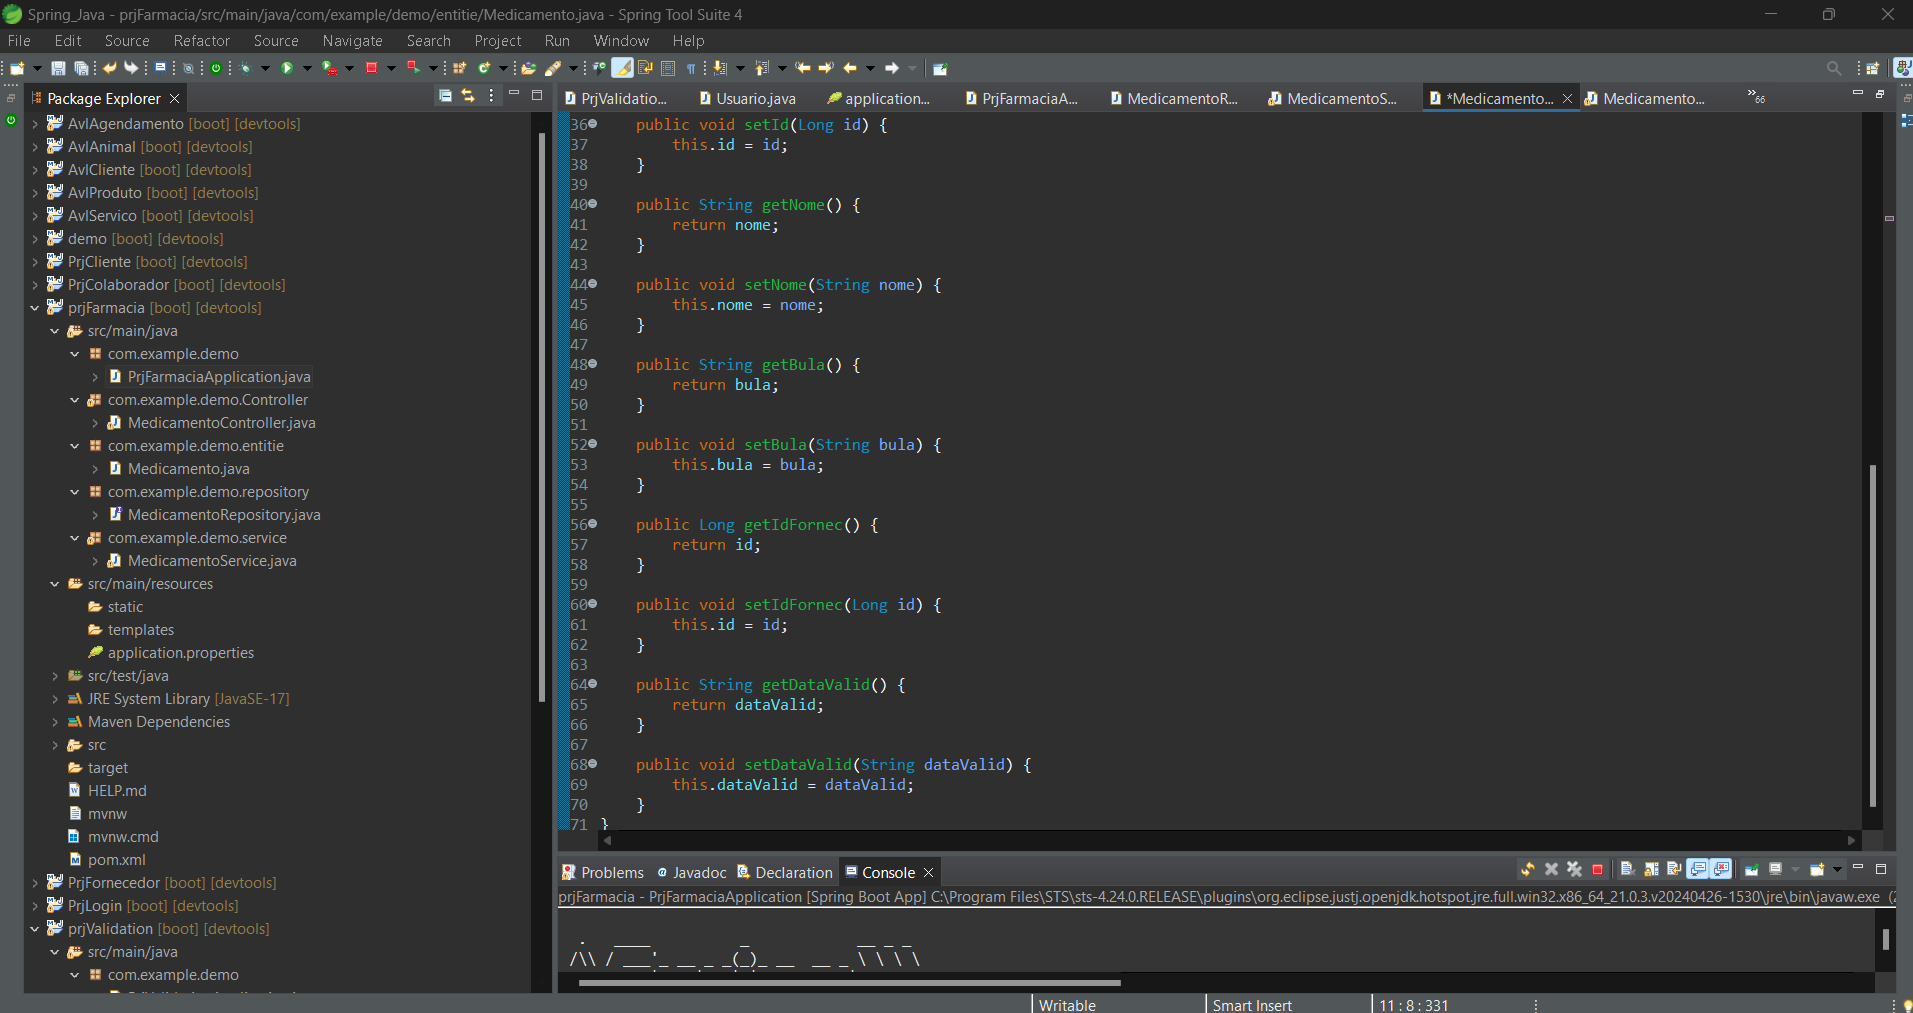 Spring_Java - prjFarmacia/src/main/java/com/example/demo/entitie/Medicamento.java - Spring Tool Suite 4
File Edit Source Refactor Source Navigate Search Project Run Window Help
Package Explorer
AvlAgendamento [boot] [devtools]
AvlAnimal [boot] [devtools]
AvlCliente [boot] [devtools]
AvlProduto [boot] [devtools]
AvlServico [boot] [devtools]
demo [boot] [devtools]
PrjCliente [boot] [devtools]
PrjColaborador [boot] [devtools]
prjFarmacia [boot] [devtools]
src/main/java
com.example.demo
PrjFarmaciaApplication.java
com.example.demo.Controller
MedicamentoController.java
com.example.demo.entitie
Medicamento.java
com.example.demo.repository
MedicamentoRepository.java
com.example.demo.service
MedicamentoService.java
src/main/resources
static
templates
application.properties
src/test/java
JRE System Library [JavaSE-17]
Maven Dependencies
src
target
HELP.md
mvnw
mvnw.cmd
pom.xml
PrjFornecedor [boot] [devtools]
PrjLogin [boot] [devtools]
prjValidation [boot] [devtools]
src/main/java
com.example.demo
PrjValidatio... Usuario.java application... PrjFarmaciaA... MedicamentoR... MedicamentoS... *Medicamento... Medicamento... »66
36 public void setId(Long id) {
37 this.id = id;
38 }
39
40 public String getNome() {
41 return nome;
42 }
43
44 public void setNome(String nome) {
45 this.nome = nome;
46 }
47
48 public String getBula() {
49 return bula;
50 }
51
52 public void setBula(String bula) {
53 this.bula = bula;
54 }
55
56 public Long getIdFornec() {
57 return id;
58 }
59
60 public void setIdFornec(Long id) {
61 this.id = id;
62 }
63
64 public String getDataValid() {
65 return dataValid;
66 }
67
68 public void setDataValid(String dataValid) {
69 this.dataValid = dataValid;
70 }
71 }
Problems Javadoc Declaration Console
prjFarmacia - PrjFarmaciaApplication [Spring Boot App] C:\Program Files\STS\sts-4.24.0.RELEASE\plugins\org.eclipse.justj.openjdk.hotspot.jre.full.win32.x86_64_21.0.3.v20240426-1530\jre\bin\javaw.exe (2
Writable Smart Insert 11 : 8 : 331